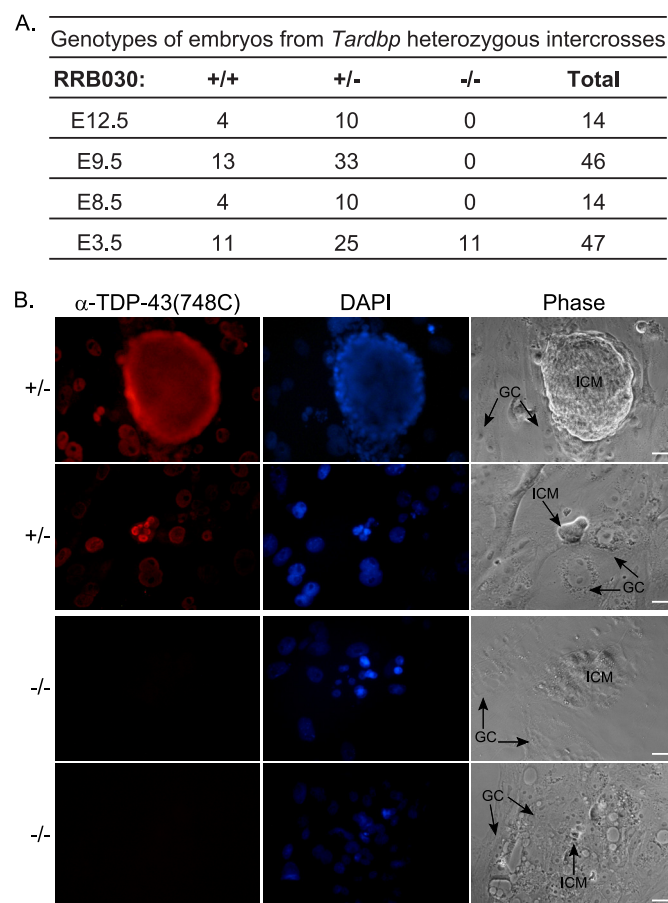 A.
Genotypes of embryos from Tardbp heterozygous intercrosses
RRB030: +/+ +/- -/- Total
E12.5 4 10 0 14
E9.5 13 33 0 46
E8.5 4 10 0 14
E3.5 11 25 11 47
B.
α-TDP-43(748C) DAPI Phase
+/-
ICM
GC
+/-
ICM
GC
-/-
ICM
GC
-/-
GC
ICM